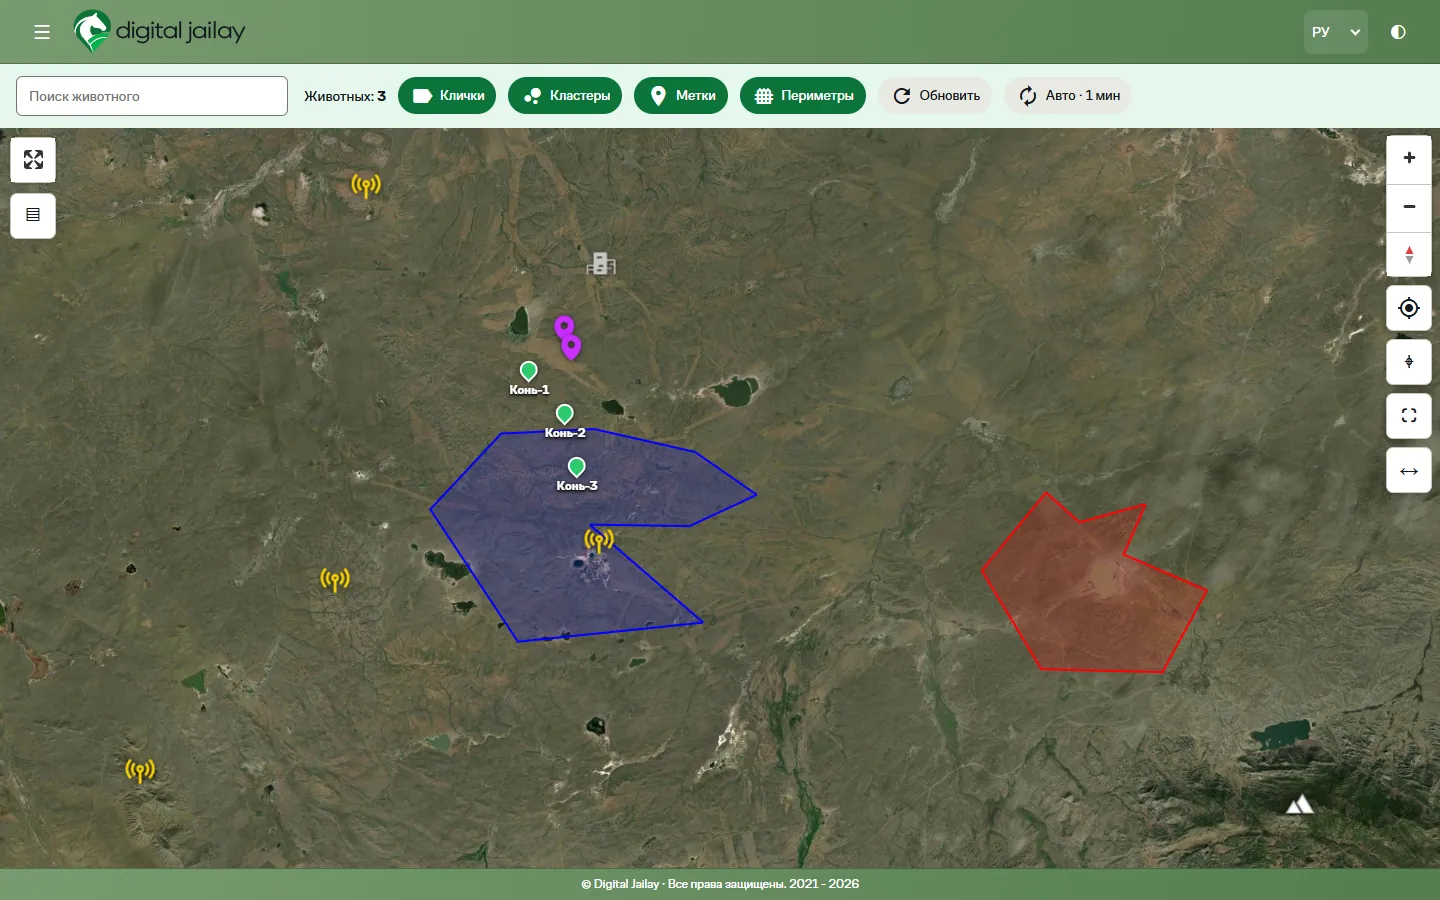 digital jailay
РУ
Поиск животного
Животных: 3
Клички
Кластеры
Метки
Периметры
Обновить
Авто · 1 мин
Конь-1
Конь-2
Конь-3
© Digital Jailay · Все права защищены. 2021 - 2026